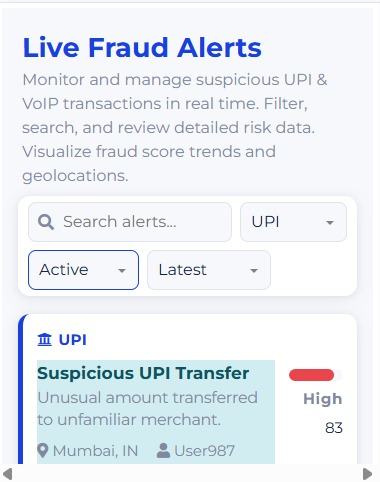 Live Fraud Alerts
Monitor and manage suspicious UPI &
VoIP transactions in real time. Filter,
search, and review detailed risk data.
Visualize fraud score trends and
geolocations.
Search alerts...
UPI
Active
Latest
UPI
Suspicious UPI Transfer
Unusual amount transferred
to unfamiliar merchant.
Mumbai, IN
User987
High
83